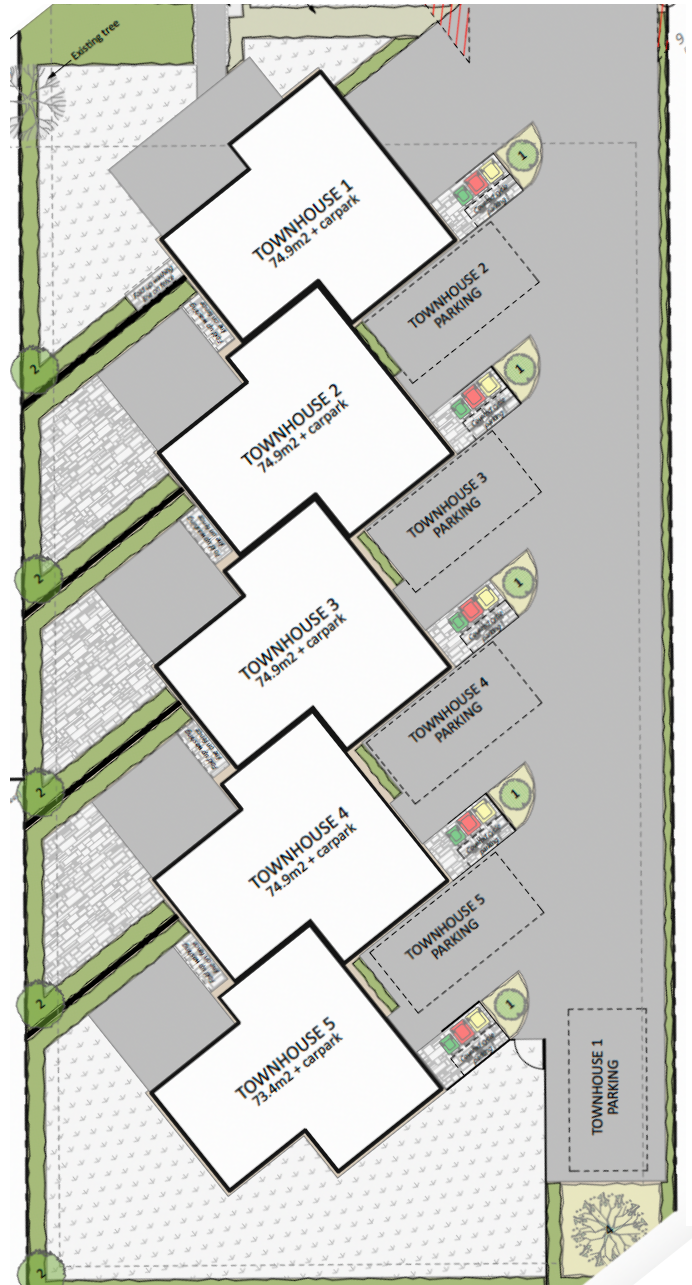 Existing tree
9
1
TOWNHOUSE 1
74.9m2 + carpark
TOWNHOUSE 2
PARKING
2
1
TOWNHOUSE 2
74.9m2 + carpark
TOWNHOUSE 3
PARKING
2
1
TOWNHOUSE 3
74.9m2 + carpark
TOWNHOUSE 4
PARKING
2
1
TOWNHOUSE 4
74.9m2 + carpark
TOWNHOUSE 5
PARKING
2
1
TOWNHOUSE 5
73.4m2 + carpark
TOWNHOUSE 1
PARKING
2